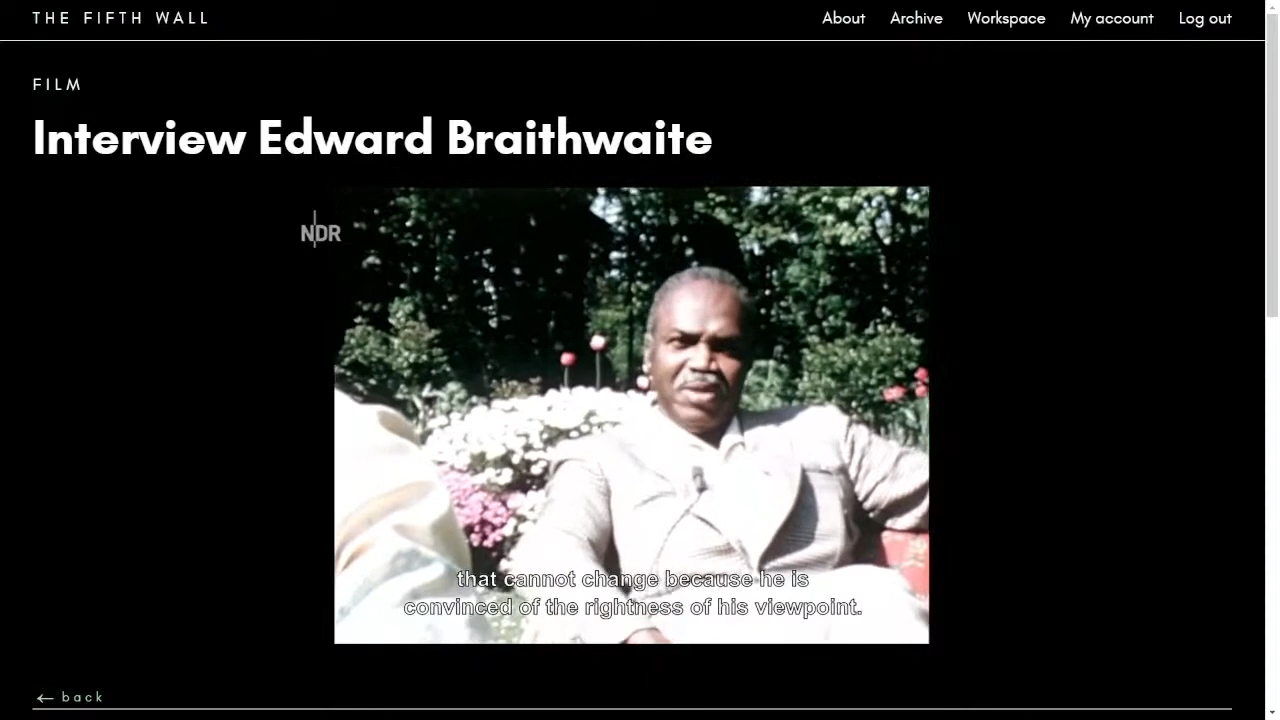 THE FIFTH WALL
About Archive Workspace My account Log out
FILM
Interview Edward Braithwaite
NDR
that cannot change because he is
convinced of the rightness of his viewpoint.
← back